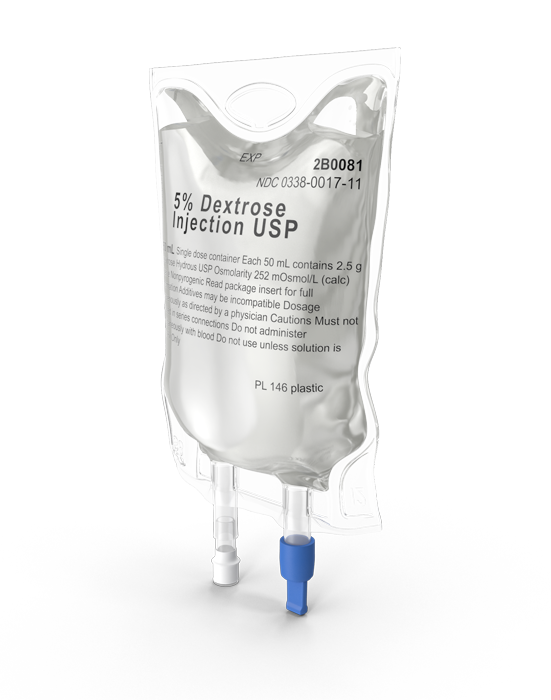 EXP
2B0081
NDC 0338-0017-11
5% Dextrose
Injection USP
mL Single dose container Each 50 mL contains 2.5 g
Hydrous USP Osmolarity 252 mOsmol/L (calc)
Nonpyrogenic Read package insert for full
Additives may be incompatible Dosage
as directed by a physician Cautions Must not
in series connections Do not administer
with blood Do not use unless solution is
Only
PL 146 plastic